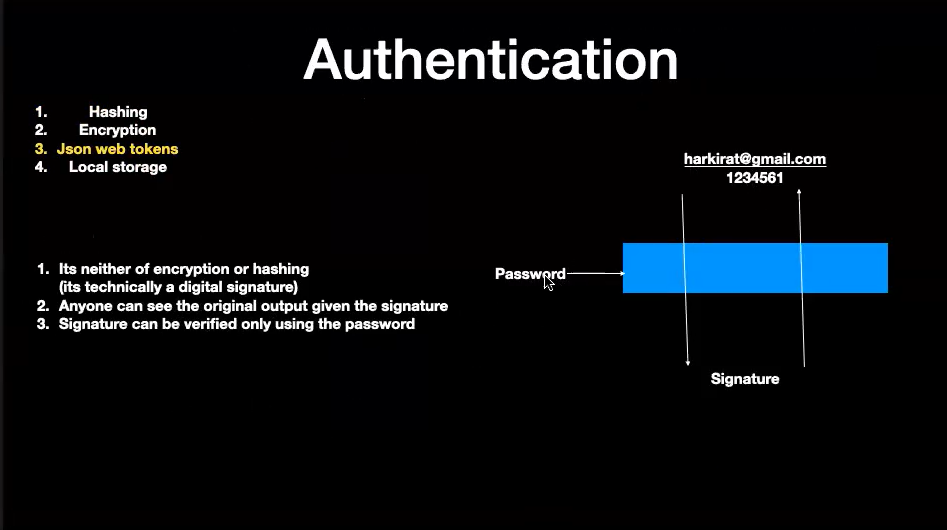 Authentication
1. Hashing
2. Encryption
3. Json web tokens
4. Local storage
harkirat@gmail.com
1234561
1. Its neither of encryption or hashing
(its technically a digital signature)
2. Anyone can see the original output given the signature
3. Signature can be verified only using the password
Password
Signature